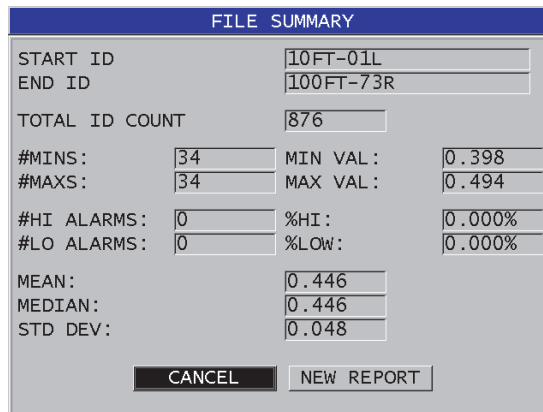 FILE SUMMARY
START ID 10FT-01L
END ID 100FT-73R
TOTAL ID COUNT 876
#MINS: 34 MIN VAL: 0.398
#MAXS: 34 MAX VAL: 0.494
#HI ALARMS: 0 %HI: 0.000%
#LO ALARMS: 0 %LOW: 0.000%
MEAN: 0.446
MEDIAN: 0.446
STD DEV: 0.048
CANCEL NEW REPORT